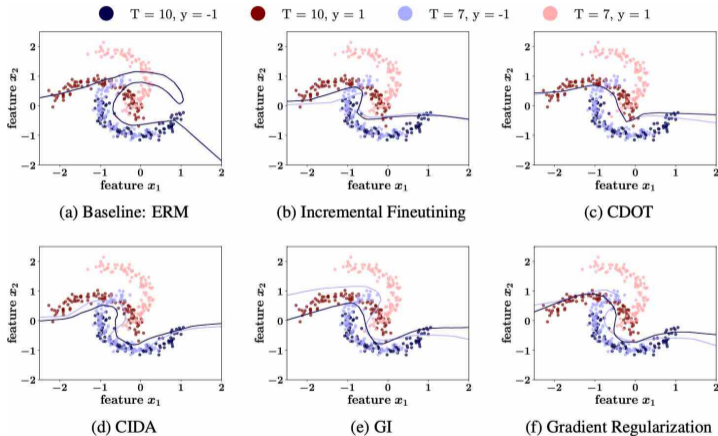 T = 10, y = -1   T = 10, y = 1   T = 7, y = -1   T = 7, y = 1
feature x₂   2   1   0   −1   −2   feature x₂   2   1   0   −1   −2   feature x₂   2   1   0   −1   −2
−2   −1   0   1   2   −2   −1   0   1   2   −2   −1   0   1   2
feature x₁   feature x₁   feature x₁
(a) Baseline: ERM   (b) Incremental Fineutining   (c) CDOT
feature x₂   2   1   0   −1   −2   feature x₂   2   1   0   −1   −2   feature x₂   2   1   0   −1   −2
−2   −1   0   1   2   −2   −1   0   1   2   −2   −1   0   1   2
feature x₁   feature x₁   feature x₁
(d) CIDA   (e) GI   (f) Gradient Regularization